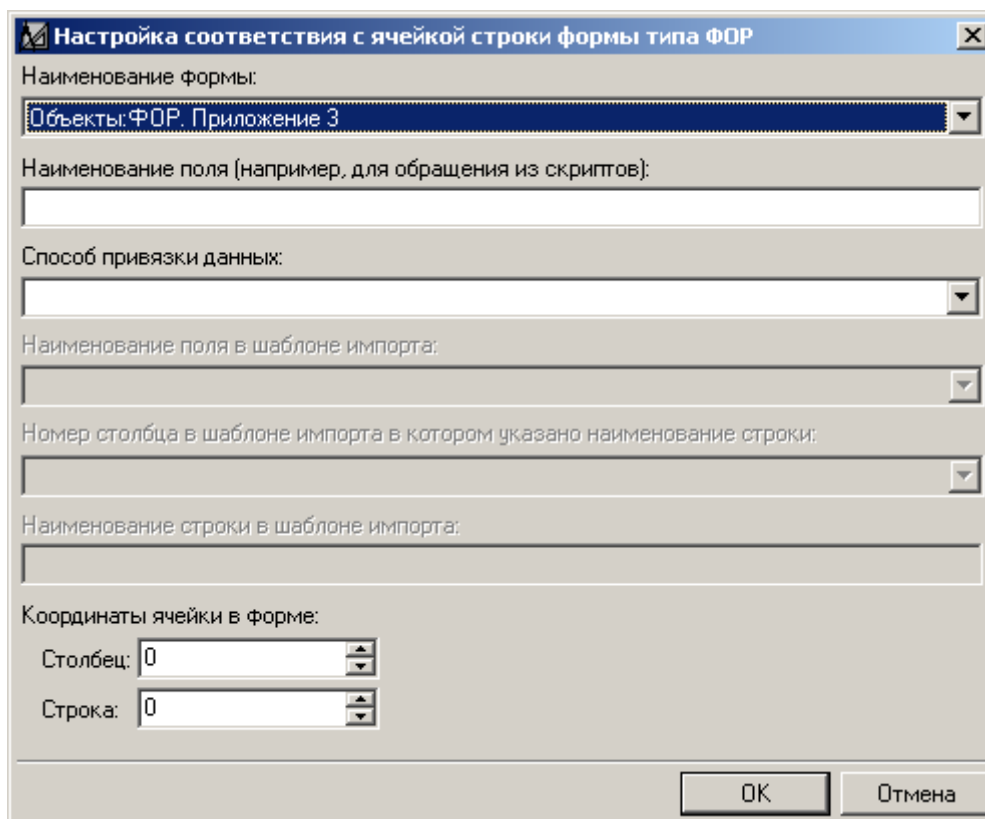 Настройка соответствия с ячейкой строки формы типа ФОР
Наименование формы:
Объекты:ФОР. Приложение 3
Наименование поля (например, для обращения из скриптов):
Способ привязки данных:
Наименование поля в шаблоне импорта:
Номер столбца в шаблоне импорта в котором указано наименование строки:
Наименование строки в шаблоне импорта:
Координаты ячейки в форме:
Столбец: 0
Строка: 0
OK Отмена